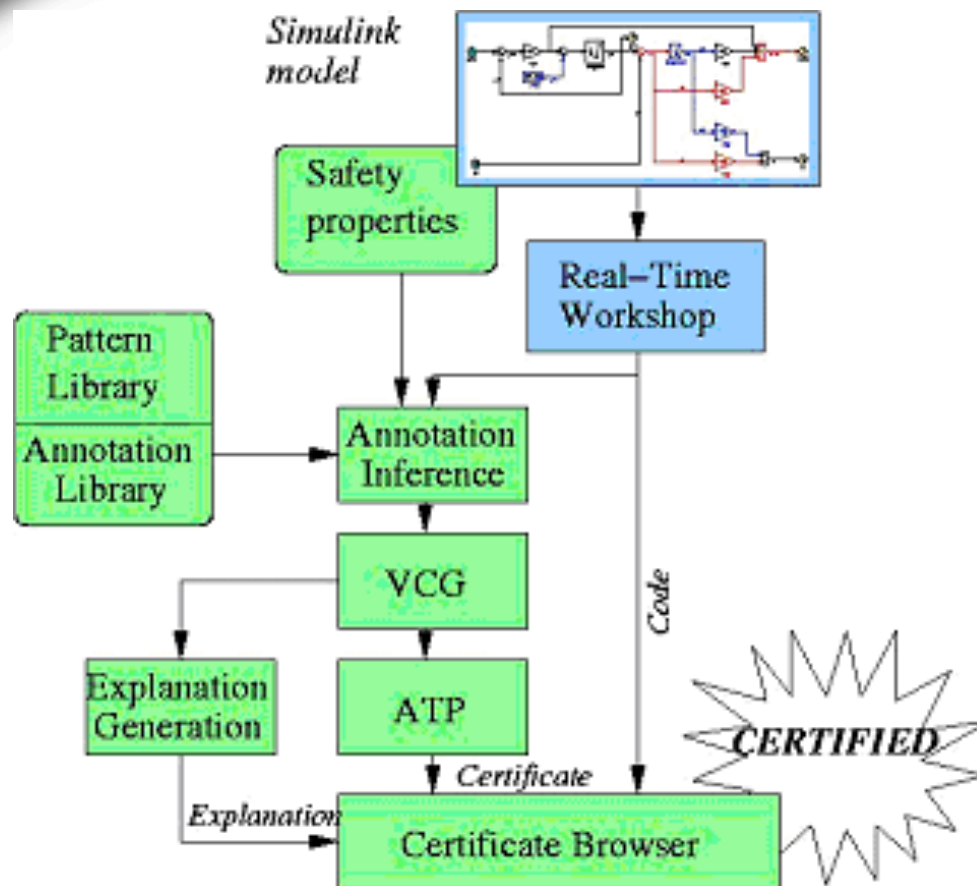 Simulink
model
Safety
properties
Real-Time
Workshop
Pattern
Library
Annotation
Library
Annotation
Inference
VCG
Code
Explanation
Generation
ATP
CERTIFIED
Certificate
Explanation
Certificate Browser